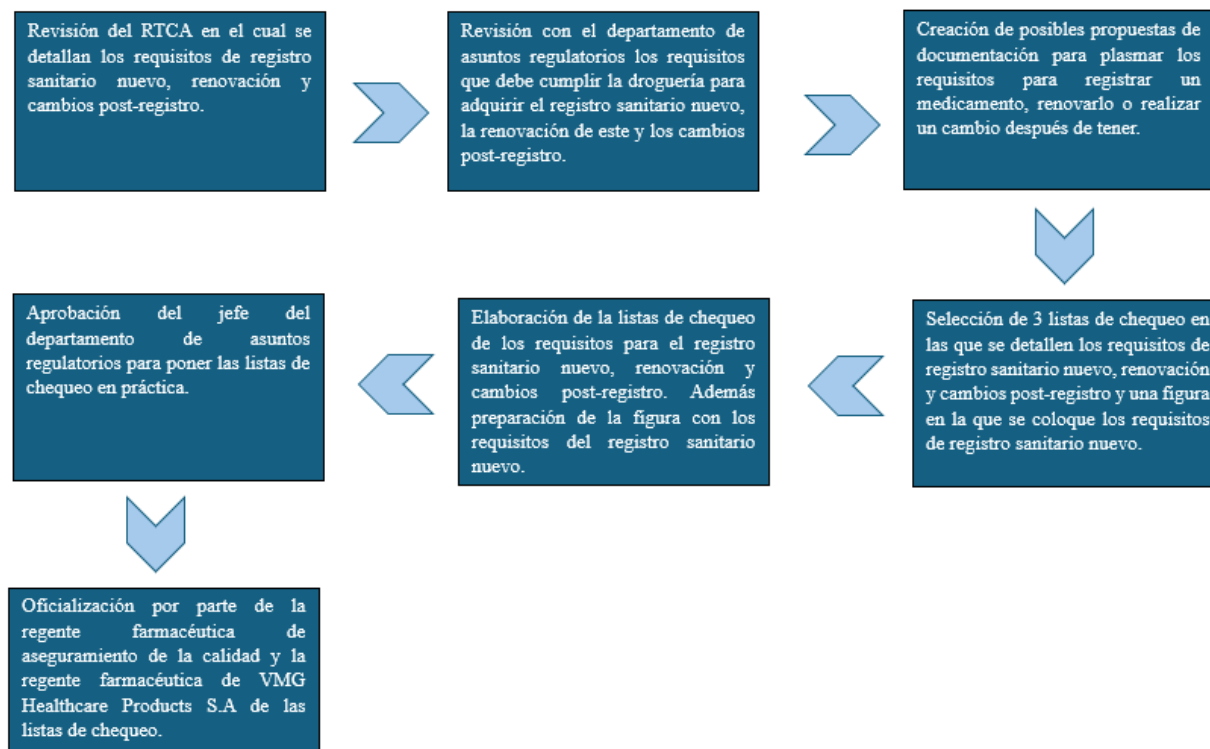 Revisión del RTCA en el cual se
detallan los requisitos de registro
sanitario nuevo, renovación y
cambios post-registro.
Revisión con el departamento de
asuntos regulatorios los requisitos
que debe cumplir la droguería para
adquirir el registro sanitario nuevo,
la renovación de este y los cambios
post-registro.
Creación de posibles propuestas de
documentación para plasmar los
requisitos para registrar un
medicamento, renovarlo o realizar
un cambio después de tener.
Selección de 3 listas de chequeo en
las que se detallen los requisitos de
registro sanitario nuevo, renovación
y cambios post-registro y una figura
en la que se coloque los requisitos
de registro sanitario nuevo.
Elaboración de la listas de chequeo
de los requisitos para el registro
sanitario nuevo, renovación y
cambios post-registro. Además
preparación de la figura con los
requisitos del registro sanitario
nuevo.
Aprobación del jefe del
departamento de asuntos
regulatorios para poner las listas de
chequeo en práctica.
Oficialización por parte de la
regente farmacéutica de
aseguramiento de la calidad y la
regente farmacéutica de VMG
Healthcare Products S.A de las
listas de chequeo.